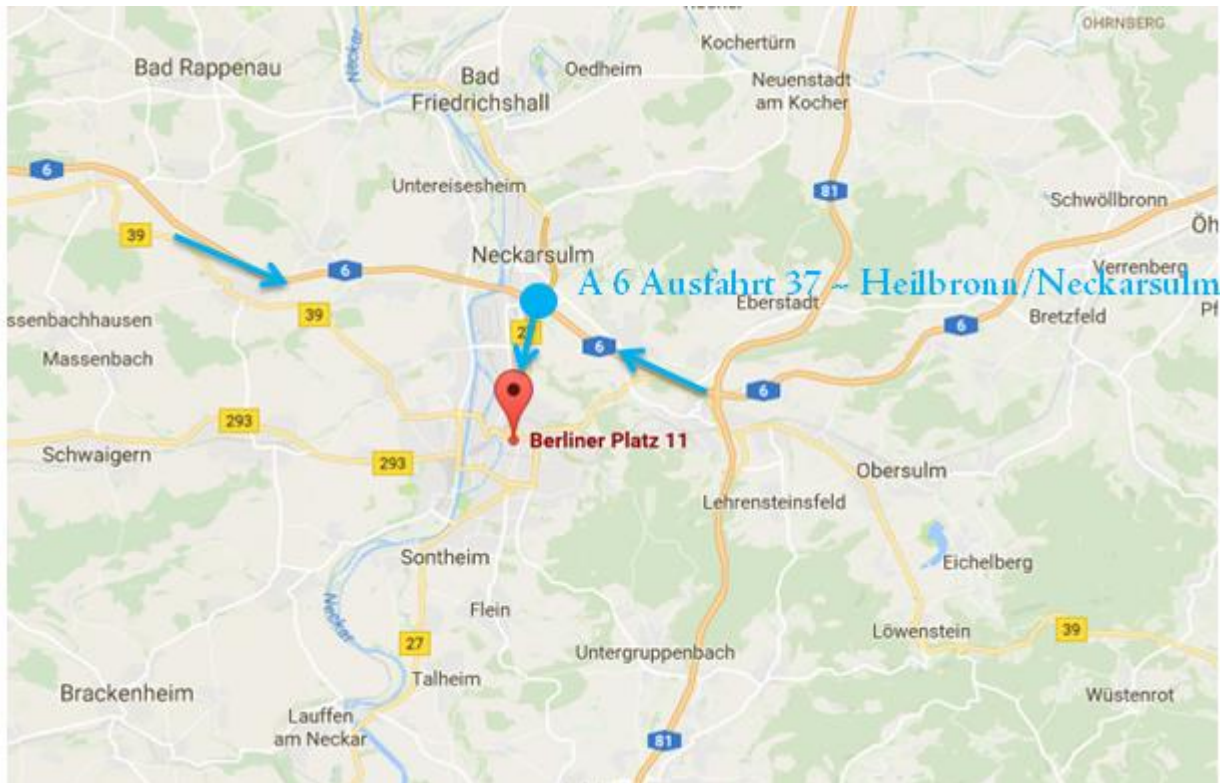 OHRNBERG
Kochertürn
Bad Rappenau
Neckar
Bad
Friedrichshall
Oedheim
Neuenstadt
am Kocher
6
Untereisesheim
81
Schwöllbronn
39
Neckarsulm
Öh
6
A 6 Ausfahrt 37 ~ Heilbronn/Neckarsulm
Verrenberg
Eberstadt
ssenbachhausen
39
Bretzfeld
Pf
6
Massenbach
6
6
293
Berliner Platz 11
Schwaigern
293
Obersulm
Lehrensteinsfeld
Sontheim
Eichelberg
Neckar
Flein
27
Löwenstein
39
Untergruppenbach
Talheim
Brackenheim
Wüstenrot
Lauffen
am Neckar
81